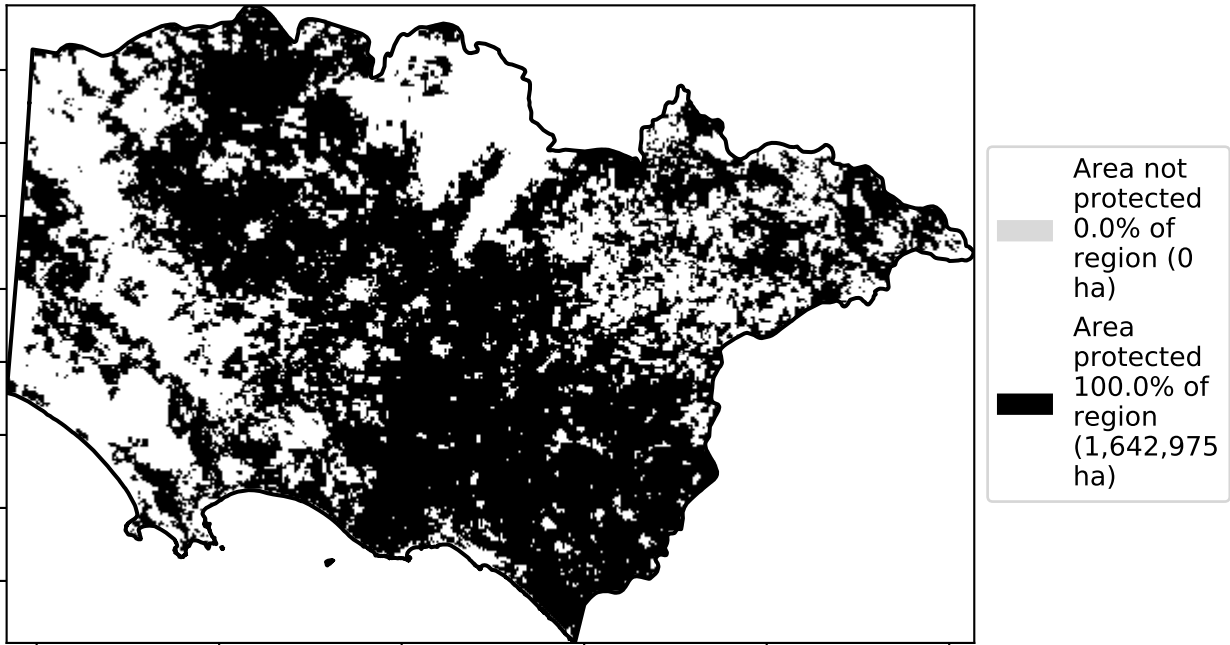 Area not
protected
0.0% of
region (0
ha)
Area
protected
100.0% of
region
(1,642,975
ha)